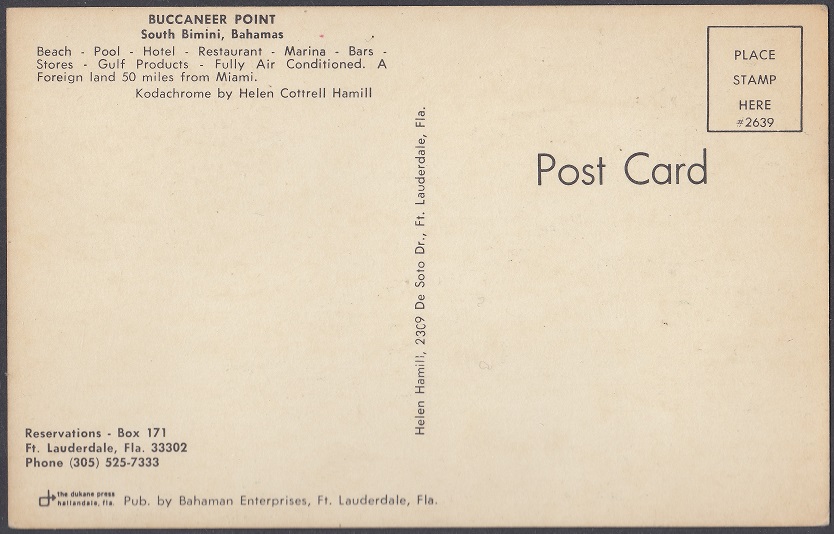 BUCCANEER POINT
South Bimini, Bahamas
Beach - Pool - Hotel - Restaurant - Marina - Bars -
Stores - Gulf Products - Fully Air Conditioned. A
Foreign land 50 miles from Miami.
Kodachrome by Helen Cottrell Hamill
PLACE
STAMP
HERE
#2639
Post Card
Helen Hamill, 2309 De Soto Dr., Ft. Lauderdale, Fla.
Reservations - Box 171
Ft. Lauderdale, Fla. 33302
Phone (305) 525-7333
the dukane press
hallandale, fla.
Pub. by Bahaman Enterprises, Ft. Lauderdale, Fla.